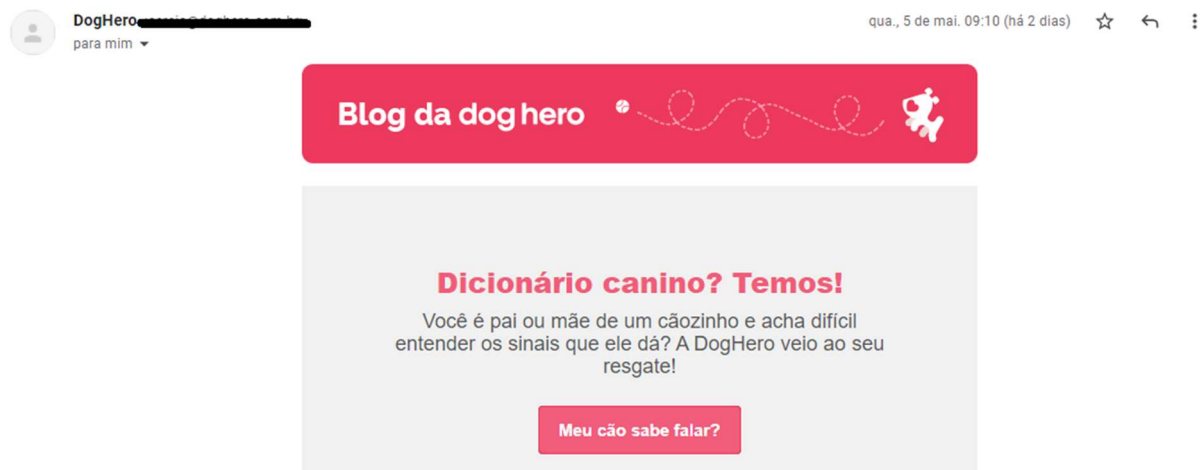 DogHero
qua., 5 de mai. 09:10 (há 2 dias)
para mim
Blog da dog hero
Dicionário canino? Temos!
Você é pai ou mãe de um cãozinho e acha difícil
entender os sinais que ele dá? A DogHero veio ao seu
resgate!
Meu cão sabe falar?